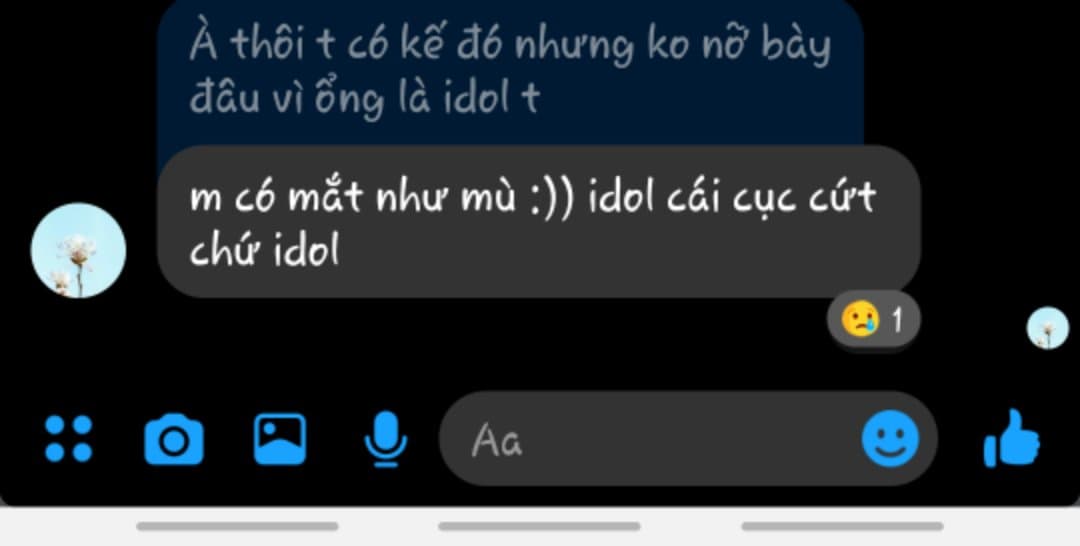 À thôi t có kế đó nhưng ko nỡ bày
đâu vì ổng là idol t
m có mắt như mù :)) idol cái cục cứt
chứ idol
😢 1
Aa